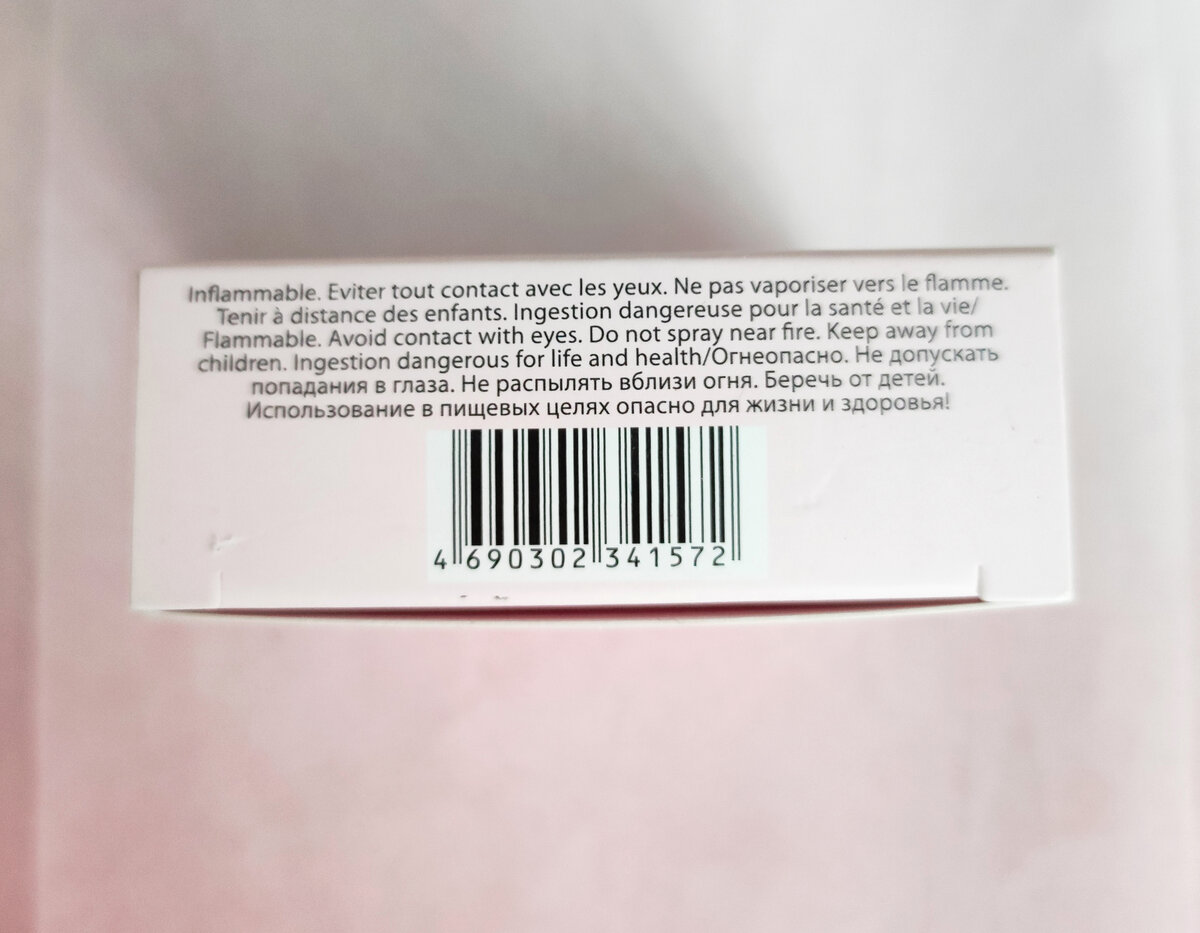 Inflammable. Eviter tout contact avec les yeux. Ne pas vaporiser vers le flamme.
Tenir à distance des enfants. Ingestion dangereuse pour la santé et la vie/
Flammable. Avoid contact with eyes. Do not spray near fire. Keep away from
children. Ingestion dangerous for life and health/Огнеопасно. Не допускать
попадания в глаза. Не распылять вблизи огня. Беречь от детей.
Использование в пищевых целях опасно для жизни и здоровья!
4 690302 341572